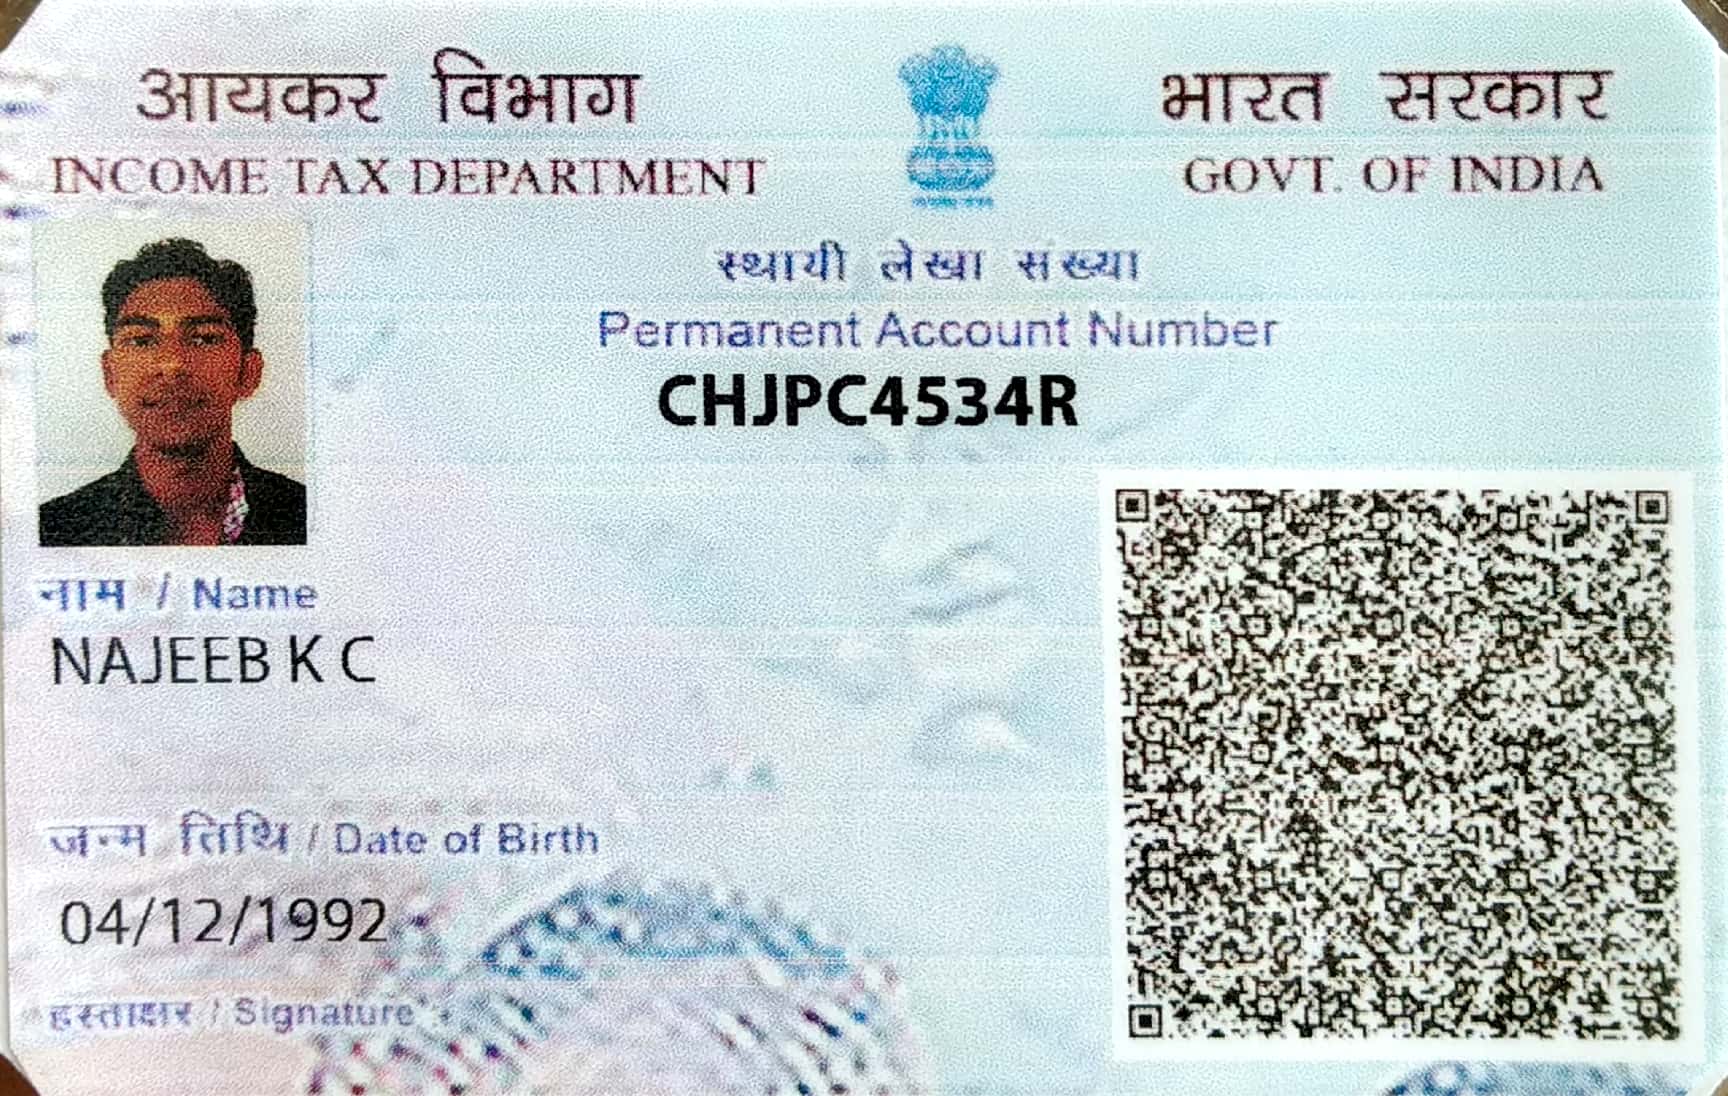 आयकर विभाग
INCOME TAX DEPARTMENT
भारत सरकार
GOVT. OF INDIA
स्थायी लेखा संख्या
Permanent Account Number
CHJPC4534R
नाम / Name
NAJEEB K C
जन्म तिथि / Date of Birth
04/12/1992
हस्ताक्षर / Signature